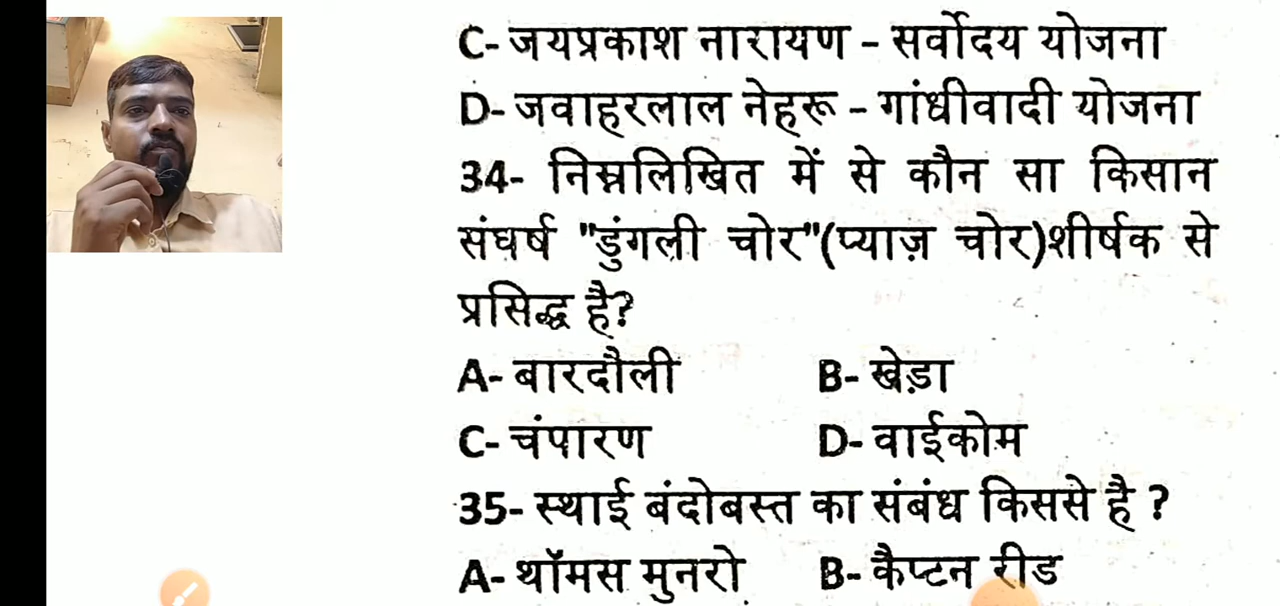 C- जयप्रकाश नारायण – सर्वोदय योजना
D- जवाहरलाल नेहरू – गांधीवादी योजना
34- निम्नलिखित में से कौन सा किसान
संघर्ष "डुंगली चोर"(प्याज़ चोर)शीर्षक से
प्रसिद्ध है?
A- बारदौली B- खेड़ा
C- चंपारण D- वाईकोम
35- स्थाई बंदोबस्त का संबंध किससे है ?
A- थॉमस मुनरो B- कैप्टन रीड